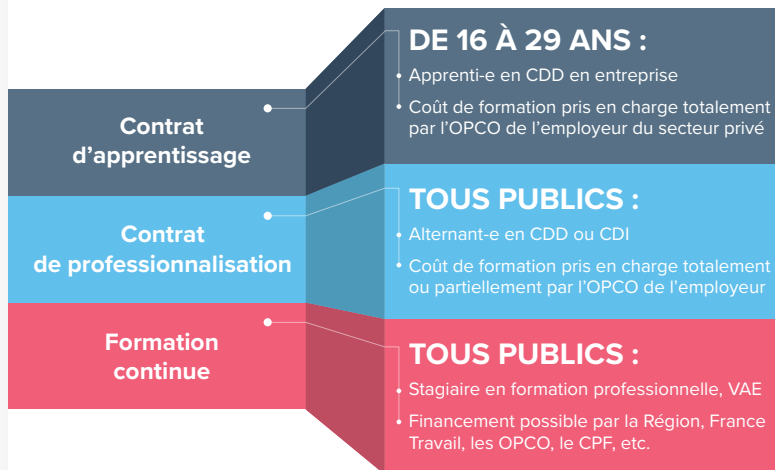 DE 16 À 29 ANS :
Apprenti-e en CDD en entreprise
Coût de formation pris en charge totalement
par l'OPCO de l'employeur du secteur privé
Contrat
d'apprentissage
TOUS PUBLICS :
Alternant-e en CDD ou CDI
Coût de formation pris en charge totalement
ou partiellement par l'OPCO de l'employeur
Contrat
de professionnalisation
TOUS PUBLICS :
Stagiaire en formation professionnelle, VAE
Financement possible par la Région, France
Travail, les OPCO, le CPF, etc.
Formation
continue